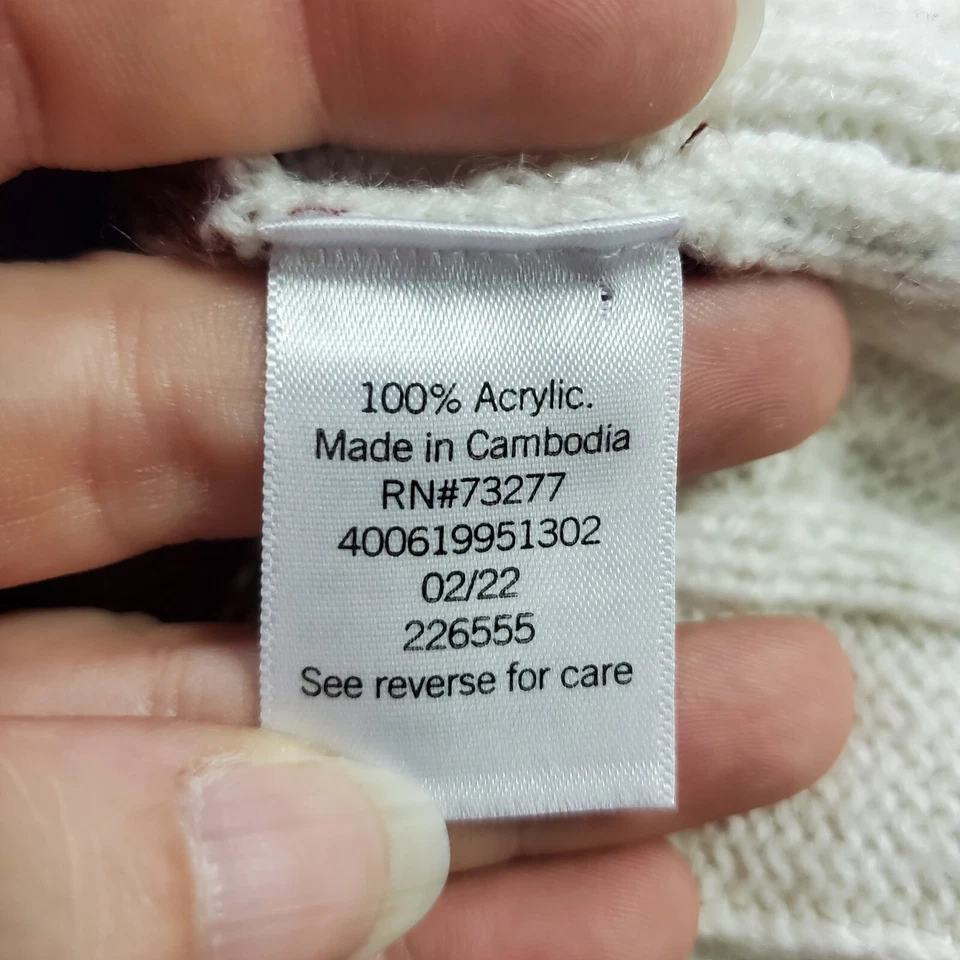 100% Acrylic.
Made in Cambodia
RN#73277
400619951302
02/22
226555
See reverse for care